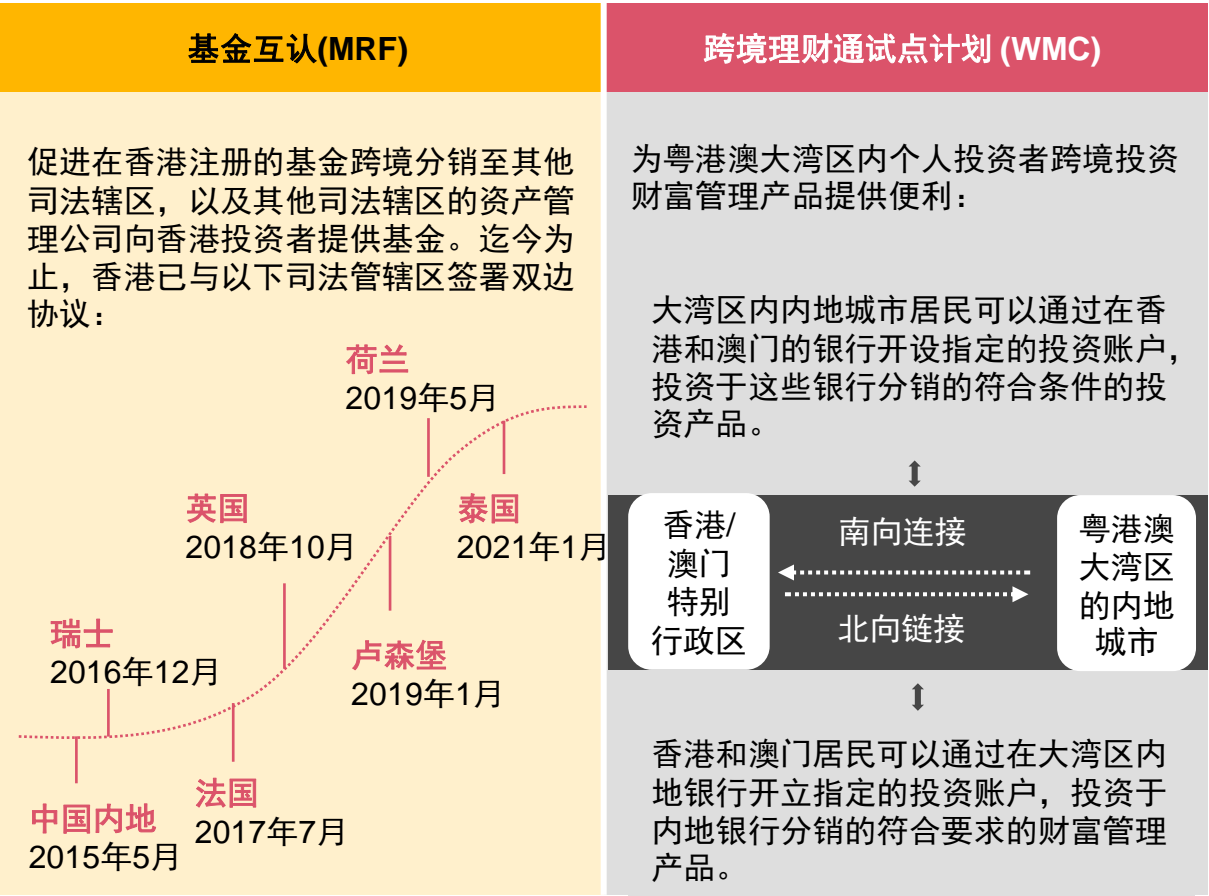 基金互认(MRF)
促进在香港注册的基金跨境分销至其他
司法辖区，以及其他司法辖区的资产管
理公司向香港投资者提供基金。迄今为
止，香港已与以下司法管辖区签署双边
协议：
荷兰
2019年5月
英国
2018年10月
泰国
2021年1月
瑞士
2016年12月
卢森堡
2019年1月
法国
2017年7月
中国内地
2015年5月
跨境理财通试点计划 (WMC)
为粤港澳大湾区内个人投资者跨境投资
财富管理产品提供便利：
大湾区内内地城市居民可以通过在香
港和澳门的银行开设指定的投资账户，
投资于这些银行分销的符合条件的投
资产品。
香港/
澳门
特别
行政区
南向连接
北向链接
粤港澳
大湾区
的内地
城市
香港和澳门居民可以通过在大湾区内
地银行开立指定的投资账户，投资于
内地银行分销的符合要求的财富管理
产品。